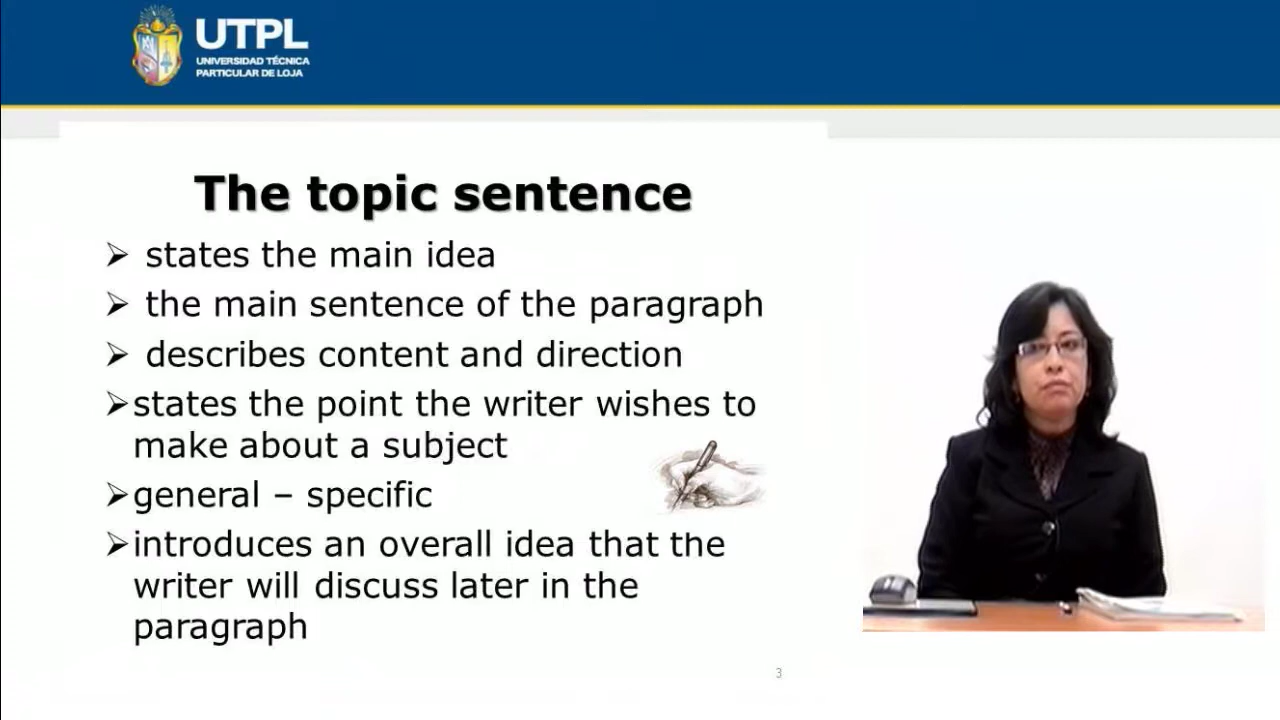 UTPL
UNIVERSIDAD TÉCNICA
PARTICULAR DE LOJA
The topic sentence
➢ states the main idea
➢ the main sentence of the paragraph
➢ describes content and direction
➢states the point the writer wishes to
make about a subject
➢general – specific
➢introduces an overall idea that the
writer will discuss later in the
paragraph
3